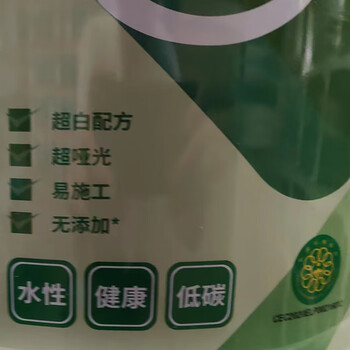 超白配方
超哑光
易施工
无添加*
水性 健康 低碳